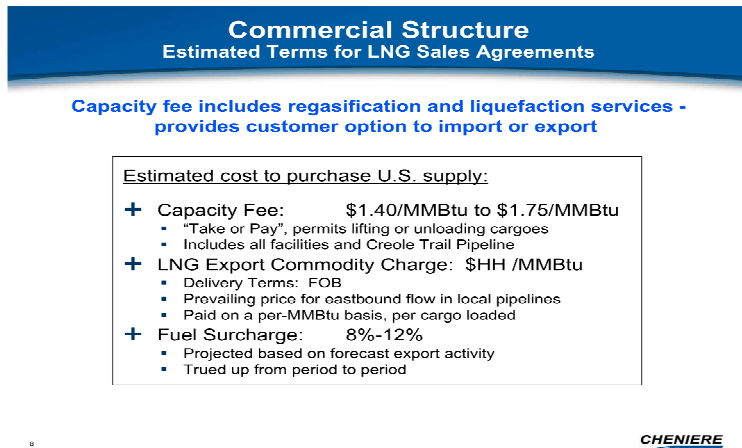 Commercial Structure
Estimated Terms for LNG Sales Agreements
Capacity fee includes regasification and liquefaction services -
provides customer option to import or export
Estimated cost to purchase U.S. supply:
+ Capacity Fee: $1.40/MMBtu to $1.75/MMBtu
▪ “Take or Pay”, permits lifting or unloading cargoes
▪ Includes all facilities and Creole Trail Pipeline
+ LNG Export Commodity Charge: $HH /MMBtu
▪ Delivery Terms: FOB
▪ Prevailing price for eastbound flow in local pipelines
▪ Paid on a per-MMBtu basis, per cargo loaded
+ Fuel Surcharge: 8%-12%
▪ Projected based on forecast export activity
▪ Trued up from period to period
8
CHENIERE